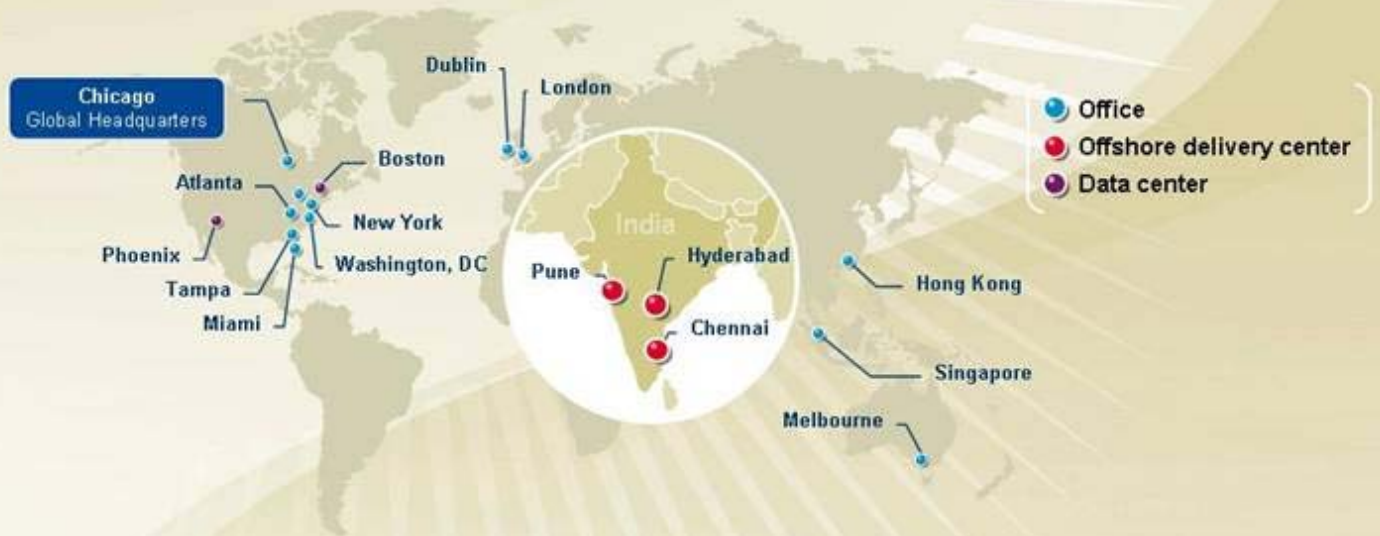 Dublin
London
Chicago
Global Headquarters
Office
Offshore delivery center
Data center
Boston
Atlanta
New York
India
Phoenix
Washington, DC
Hyderabad
Pune
Tampa
Hong Kong
Miami
Chennai
Singapore
Melbourne